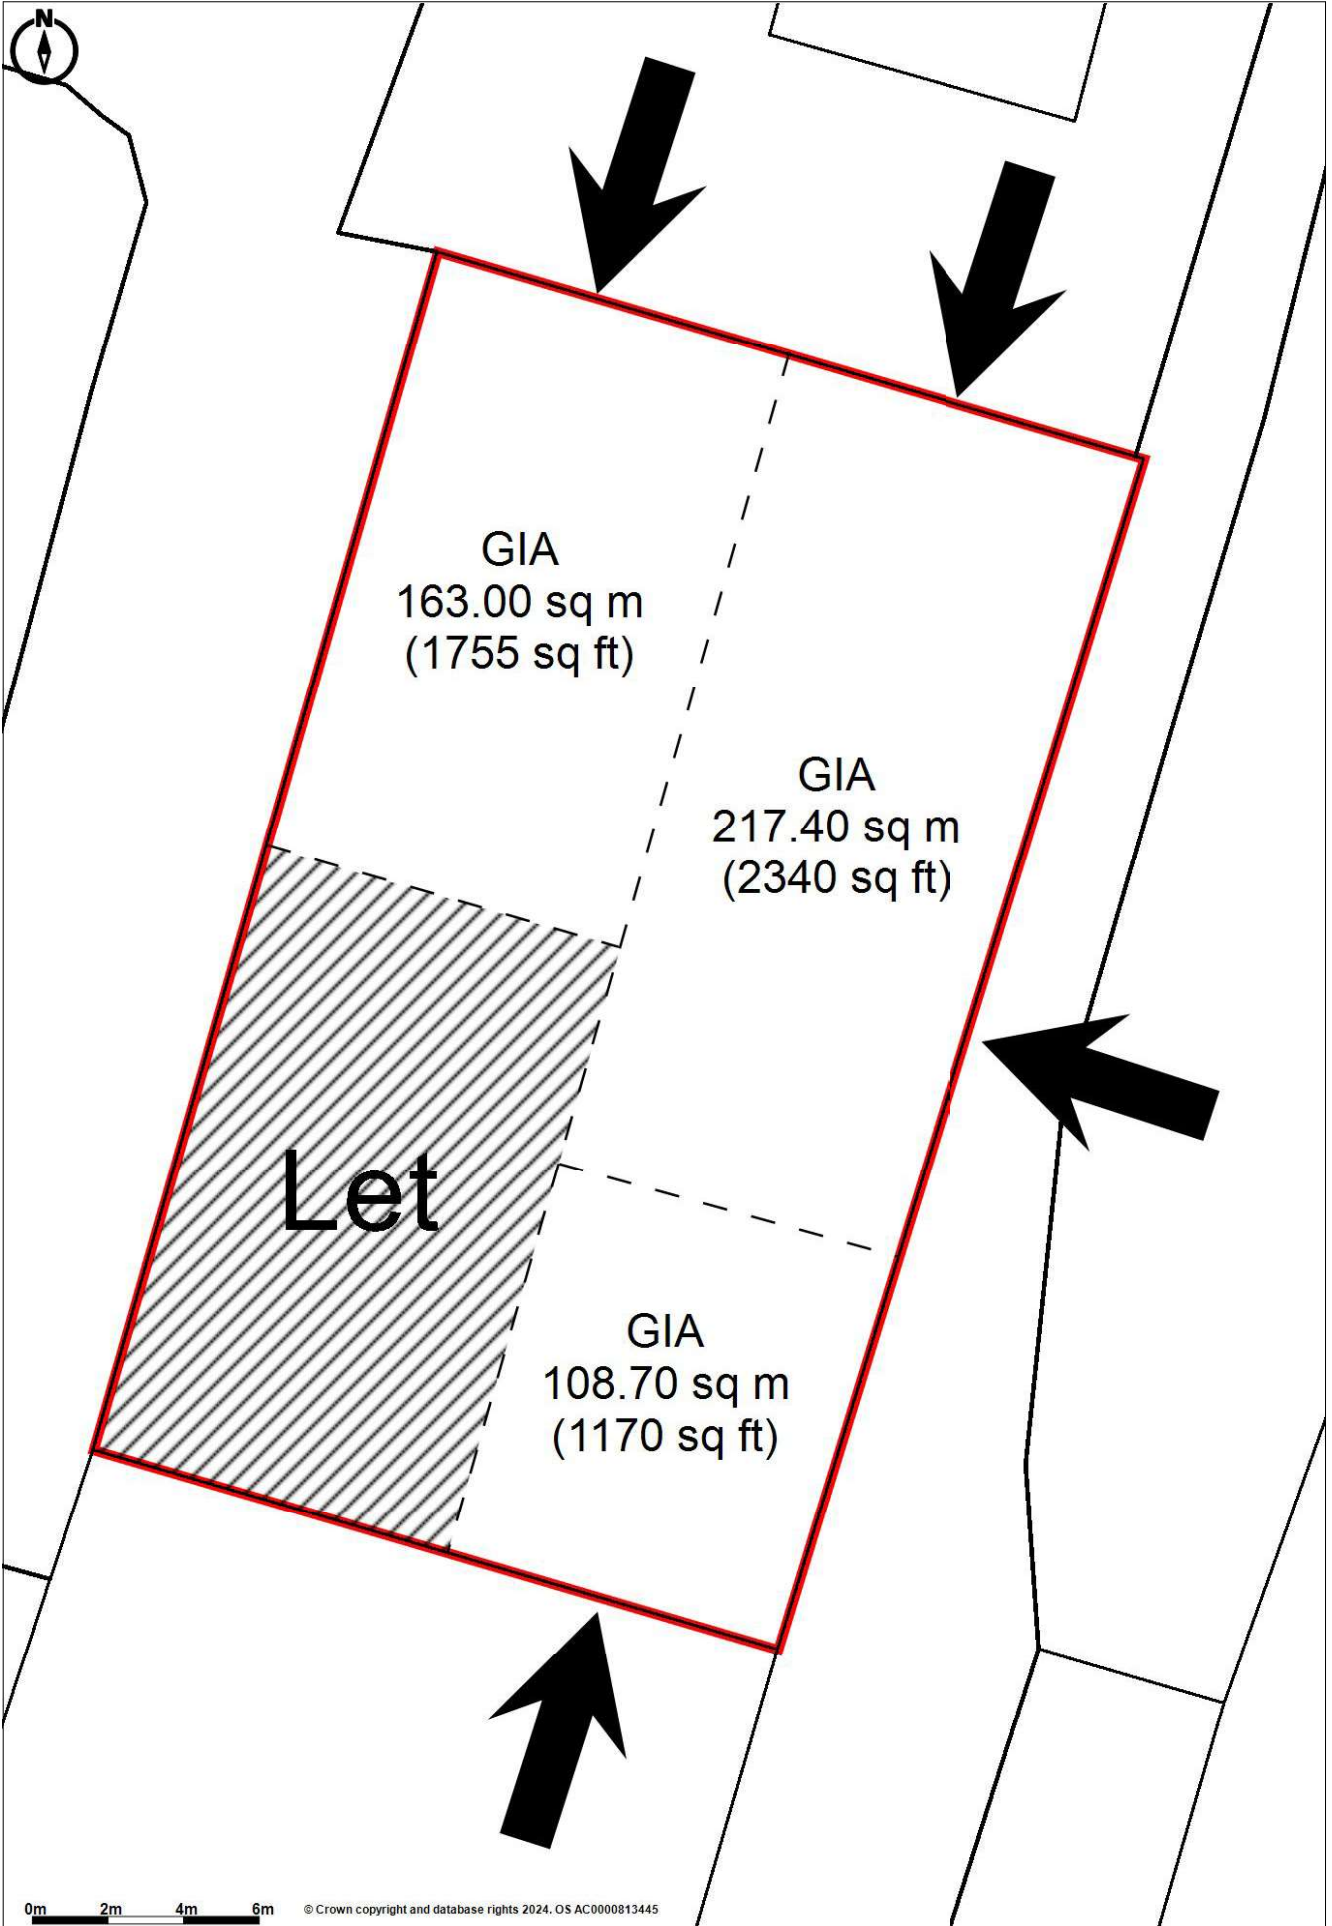 N
GIA
163.00 sq m
(1755 sq ft)
GIA
217.40 sq m
(2340 sq ft)
Let
GIA
108.70 sq m
(1170 sq ft)
0m 2m 4m 6m
© Crown copyright and database rights 2024. OS AC0000813445